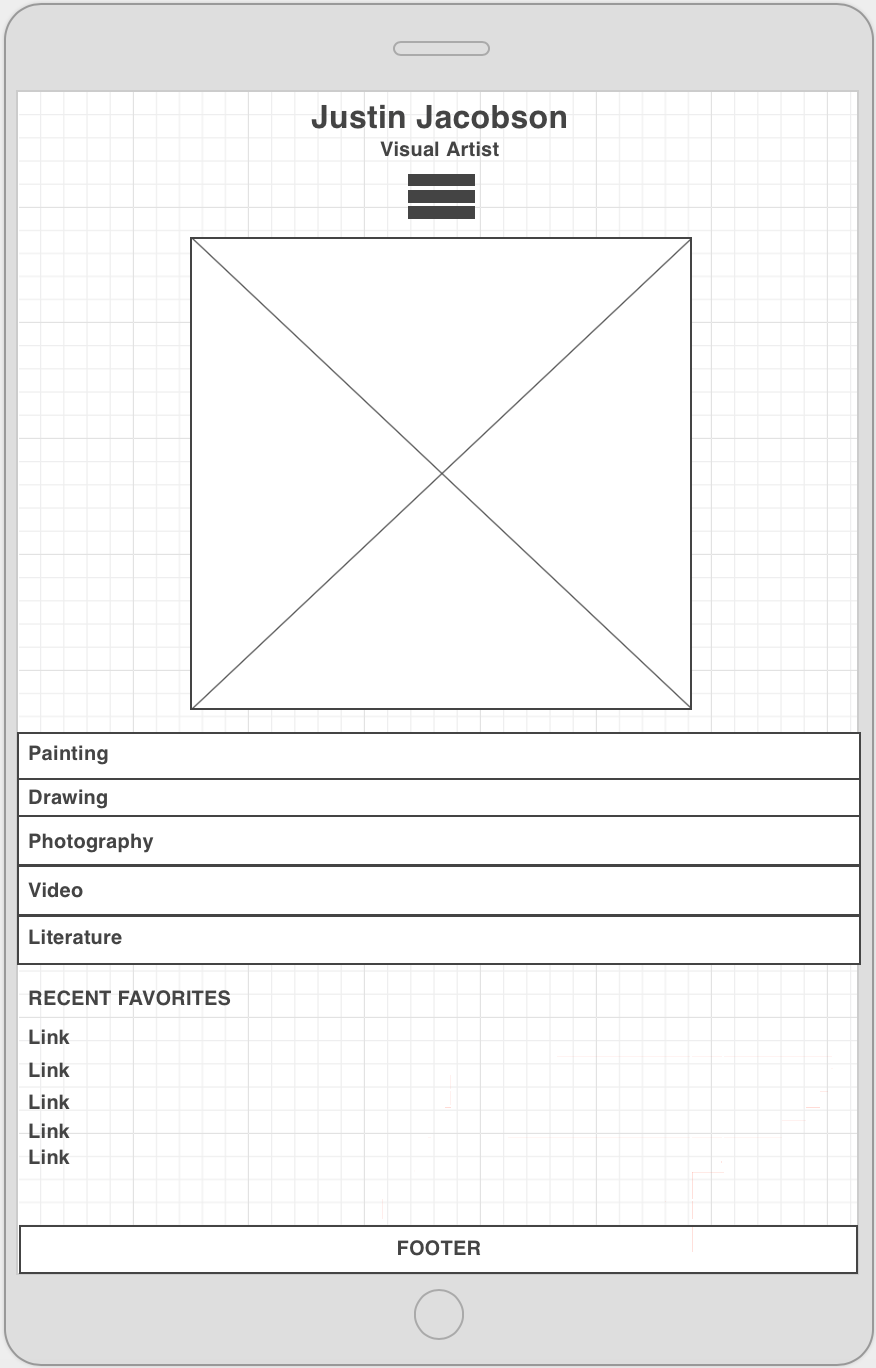 Justin Jacobson
Visual Artist
Painting
Drawing
Photography
Video
Literature
RECENT FAVORITES
Link
Link
Link
Link
Link
FOOTER